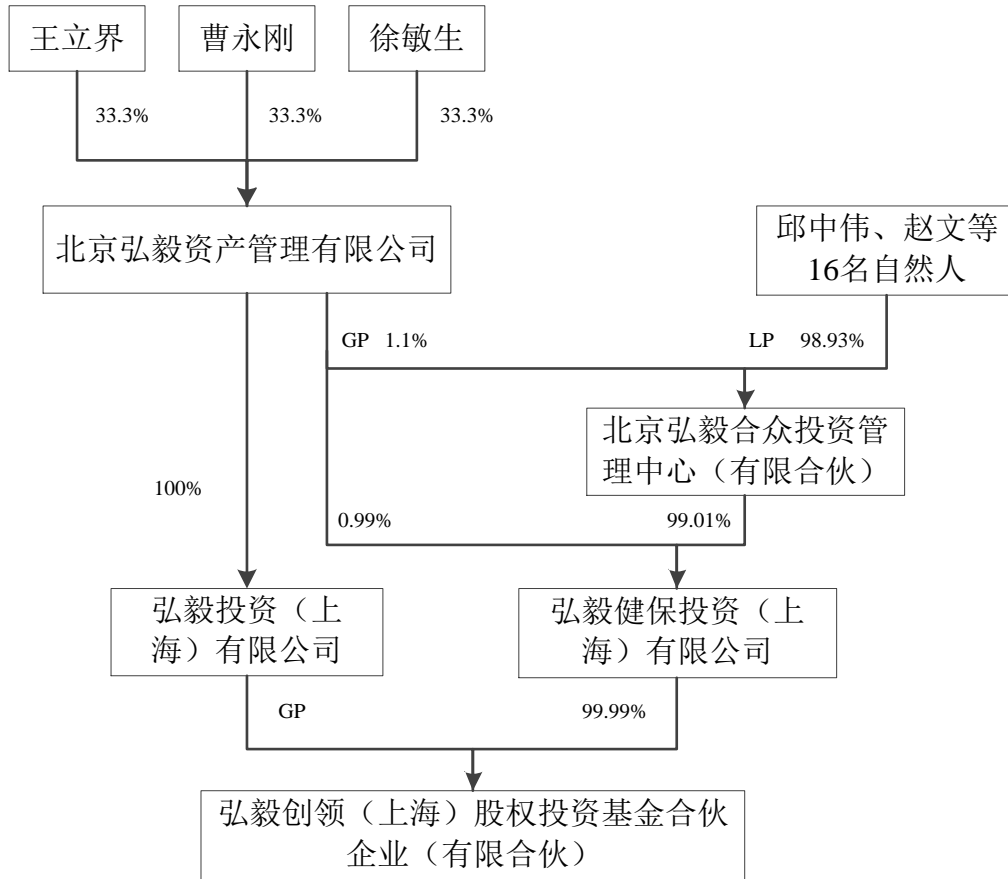 王立界
曹永刚
徐敏生
33.3%
33.3%
33.3%
北京弘毅资产管理有限公司
邱中伟、赵文等
16名自然人
GP 1.1%
LP 98.93%
北京弘毅合众投资管
理中心（有限合伙）
100%
0.99%
99.01%
弘毅投资（上
海）有限公司
弘毅健保投资（上
海）有限公司
GP
99.99%
弘毅创领（上海）股权投资基金合伙
企业（有限合伙）